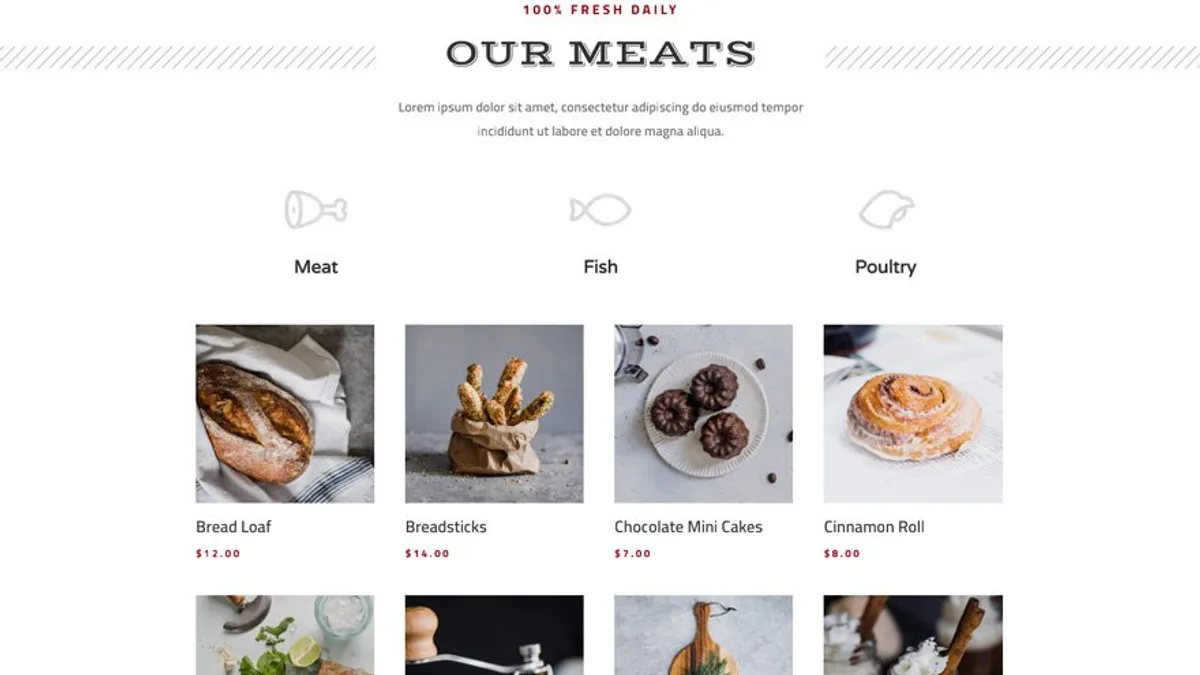 100% FRESH DAILY
OUR MEATS
Lorem ipsum dolor sit amet, consectetur adipiscing do eiusmod tempor
incididunt ut labore et dolore magna aliqua.
Meat
Fish
Poultry
Bread Loaf
$12.00
Breadsticks
$14.00
Chocolate Mini Cakes
$7.00
Cinnamon Roll
$8.00